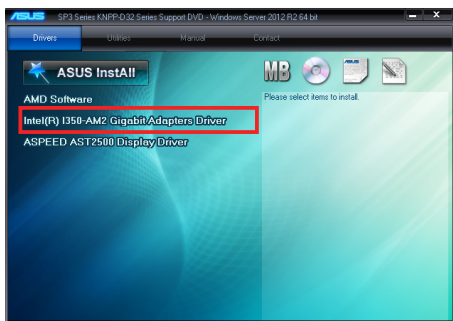 ASUS SP3 Series KNPP-D32 Series Support DVD - Windows Server 2012 R2 64 bit
Drivers Utilities Manual Contact
ASUS InstAll
MB
AMD Software
Please select items to install.
Intel(R) I350-AM2 Gigabit Adapters Driver
ASPEED AST2500 Display Driver